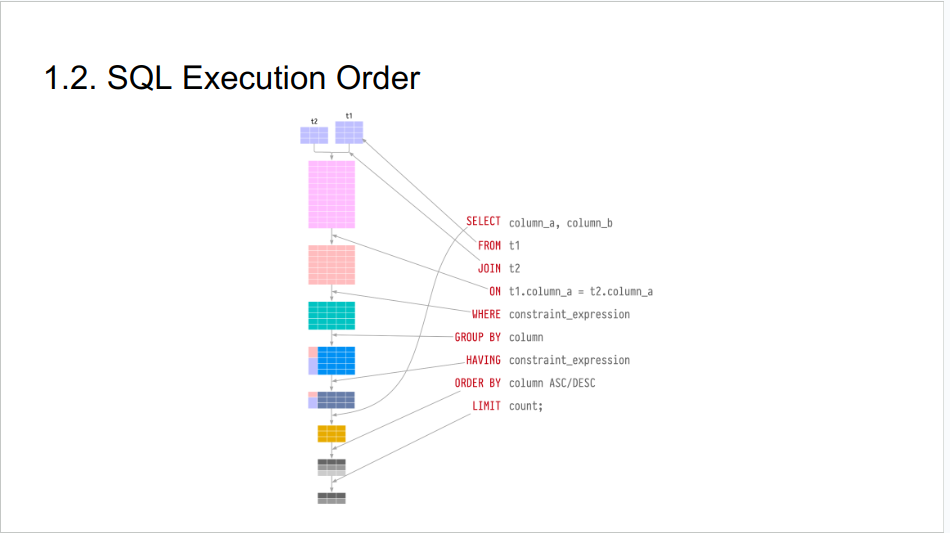 1.2. SQL Execution Order
t2
t1
SELECT column_a, column_b
FROM t1
JOIN t2
ON t1.column_a = t2.column_a
WHERE constraint_expression
GROUP BY column
HAVING constraint_expression
ORDER BY column ASC/DESC
LIMIT count;